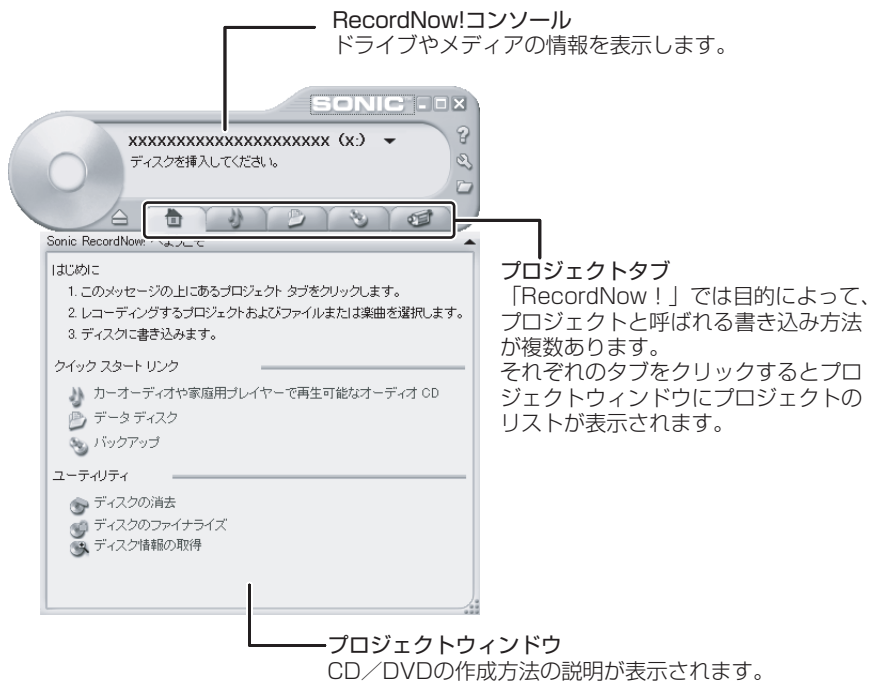 RecordNow!コンソール
ドライブやメディアの情報を表示します。
SONIC
xxxxxxxxxxxxxxxxxxxxx (x:)
ディスクを挿入してください。
Sonic RecordNow! へようこそ
はじめに
1. このメッセージの上にあるプロジェクト タブをクリックします。
2. レコーディングするプロジェクトおよびファイルまたは楽曲を選択します。
3. ディスクに書き込みます。
クイック スタート リンク
カーオーディオや家庭用プレイヤーで再生可能なオーディオ CD
データ ディスク
バックアップ
ユーティリティ
ディスクの消去
ディスクのファイナライズ
ディスク情報の取得
プロジェクトタブ
「RecordNow！」では目的によって、
プロジェクトと呼ばれる書き込み方法
が複数あります。
それぞれのタブをクリックするとプロ
ジェクトウィンドウにプロジェクトの
リストが表示されます。
プロジェクトウィンドウ
CD／DVDの作成方法の説明が表示されます。